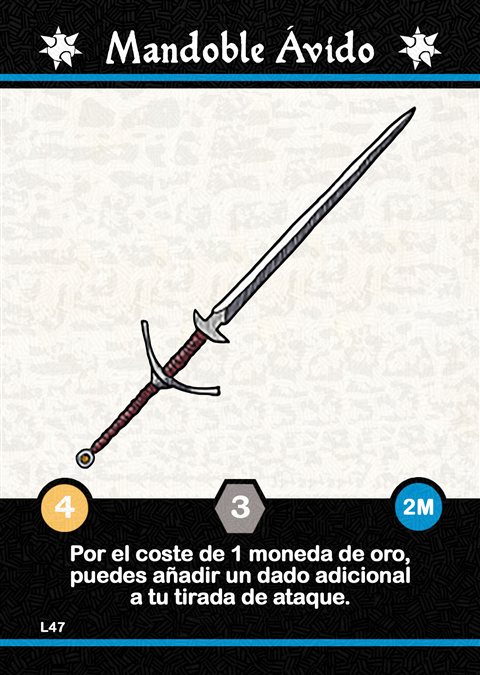 Mandoble Ávido
4
3
2M
Por el coste de 1 moneda de oro,
puedes añadir un dado adicional
a tu tirada de ataque.
L47